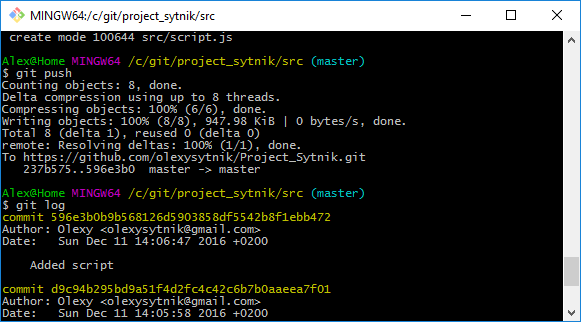 MINGW64:/c/git/project_sytnik/src
create mode 100644 src/script.js
Alex@Home MINGW64 /c/git/project_sytnik/src (master)
$ git push
Counting objects: 8, done.
Delta compression using up to 8 threads.
Compressing objects: 100% (6/6), done.
Writing objects: 100% (8/8), 947.98 KiB | 0 bytes/s, done.
Total 8 (delta 1), reused 0 (delta 0)
remote: Resolving deltas: 100% (1/1), done.
To https://github.com/olexysytnik/Project_Sytnik.git
   237b575..596e3b0  master -> master
Alex@Home MINGW64 /c/git/project_sytnik/src (master)
$ git log
commit 596e3b0b9b568126d5903858df5542b8f1ebb472
Author: Olexy <olexysytnik@gmail.com>
Date:   Sun Dec 11 14:06:47 2016 +0200
    Added script
commit d9c94b295bd9a51f4d2fc4c42c6b7b0aaeea7f01
Author: Olexy <olexysytnik@gmail.com>
Date:   Sun Dec 11 14:05:58 2016 +0200